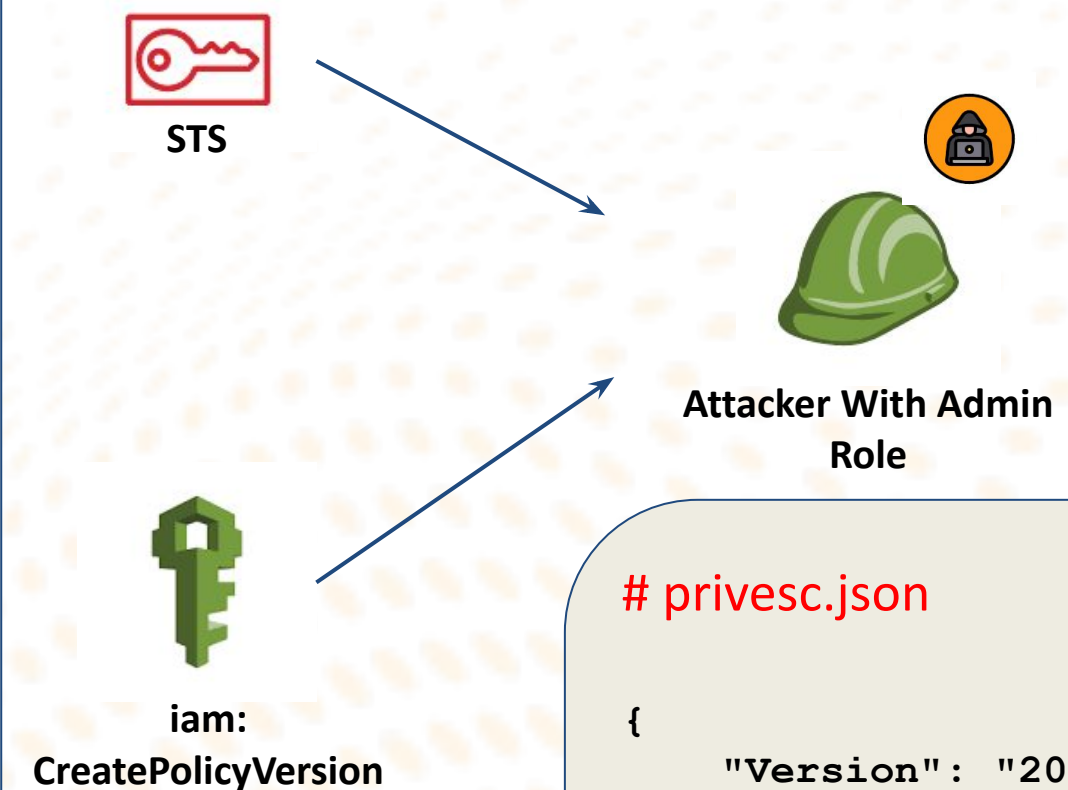 STS
Attacker With Admin
Role
iam:
CreatePolicyVersion
# privesc.json
{
"Version": "20